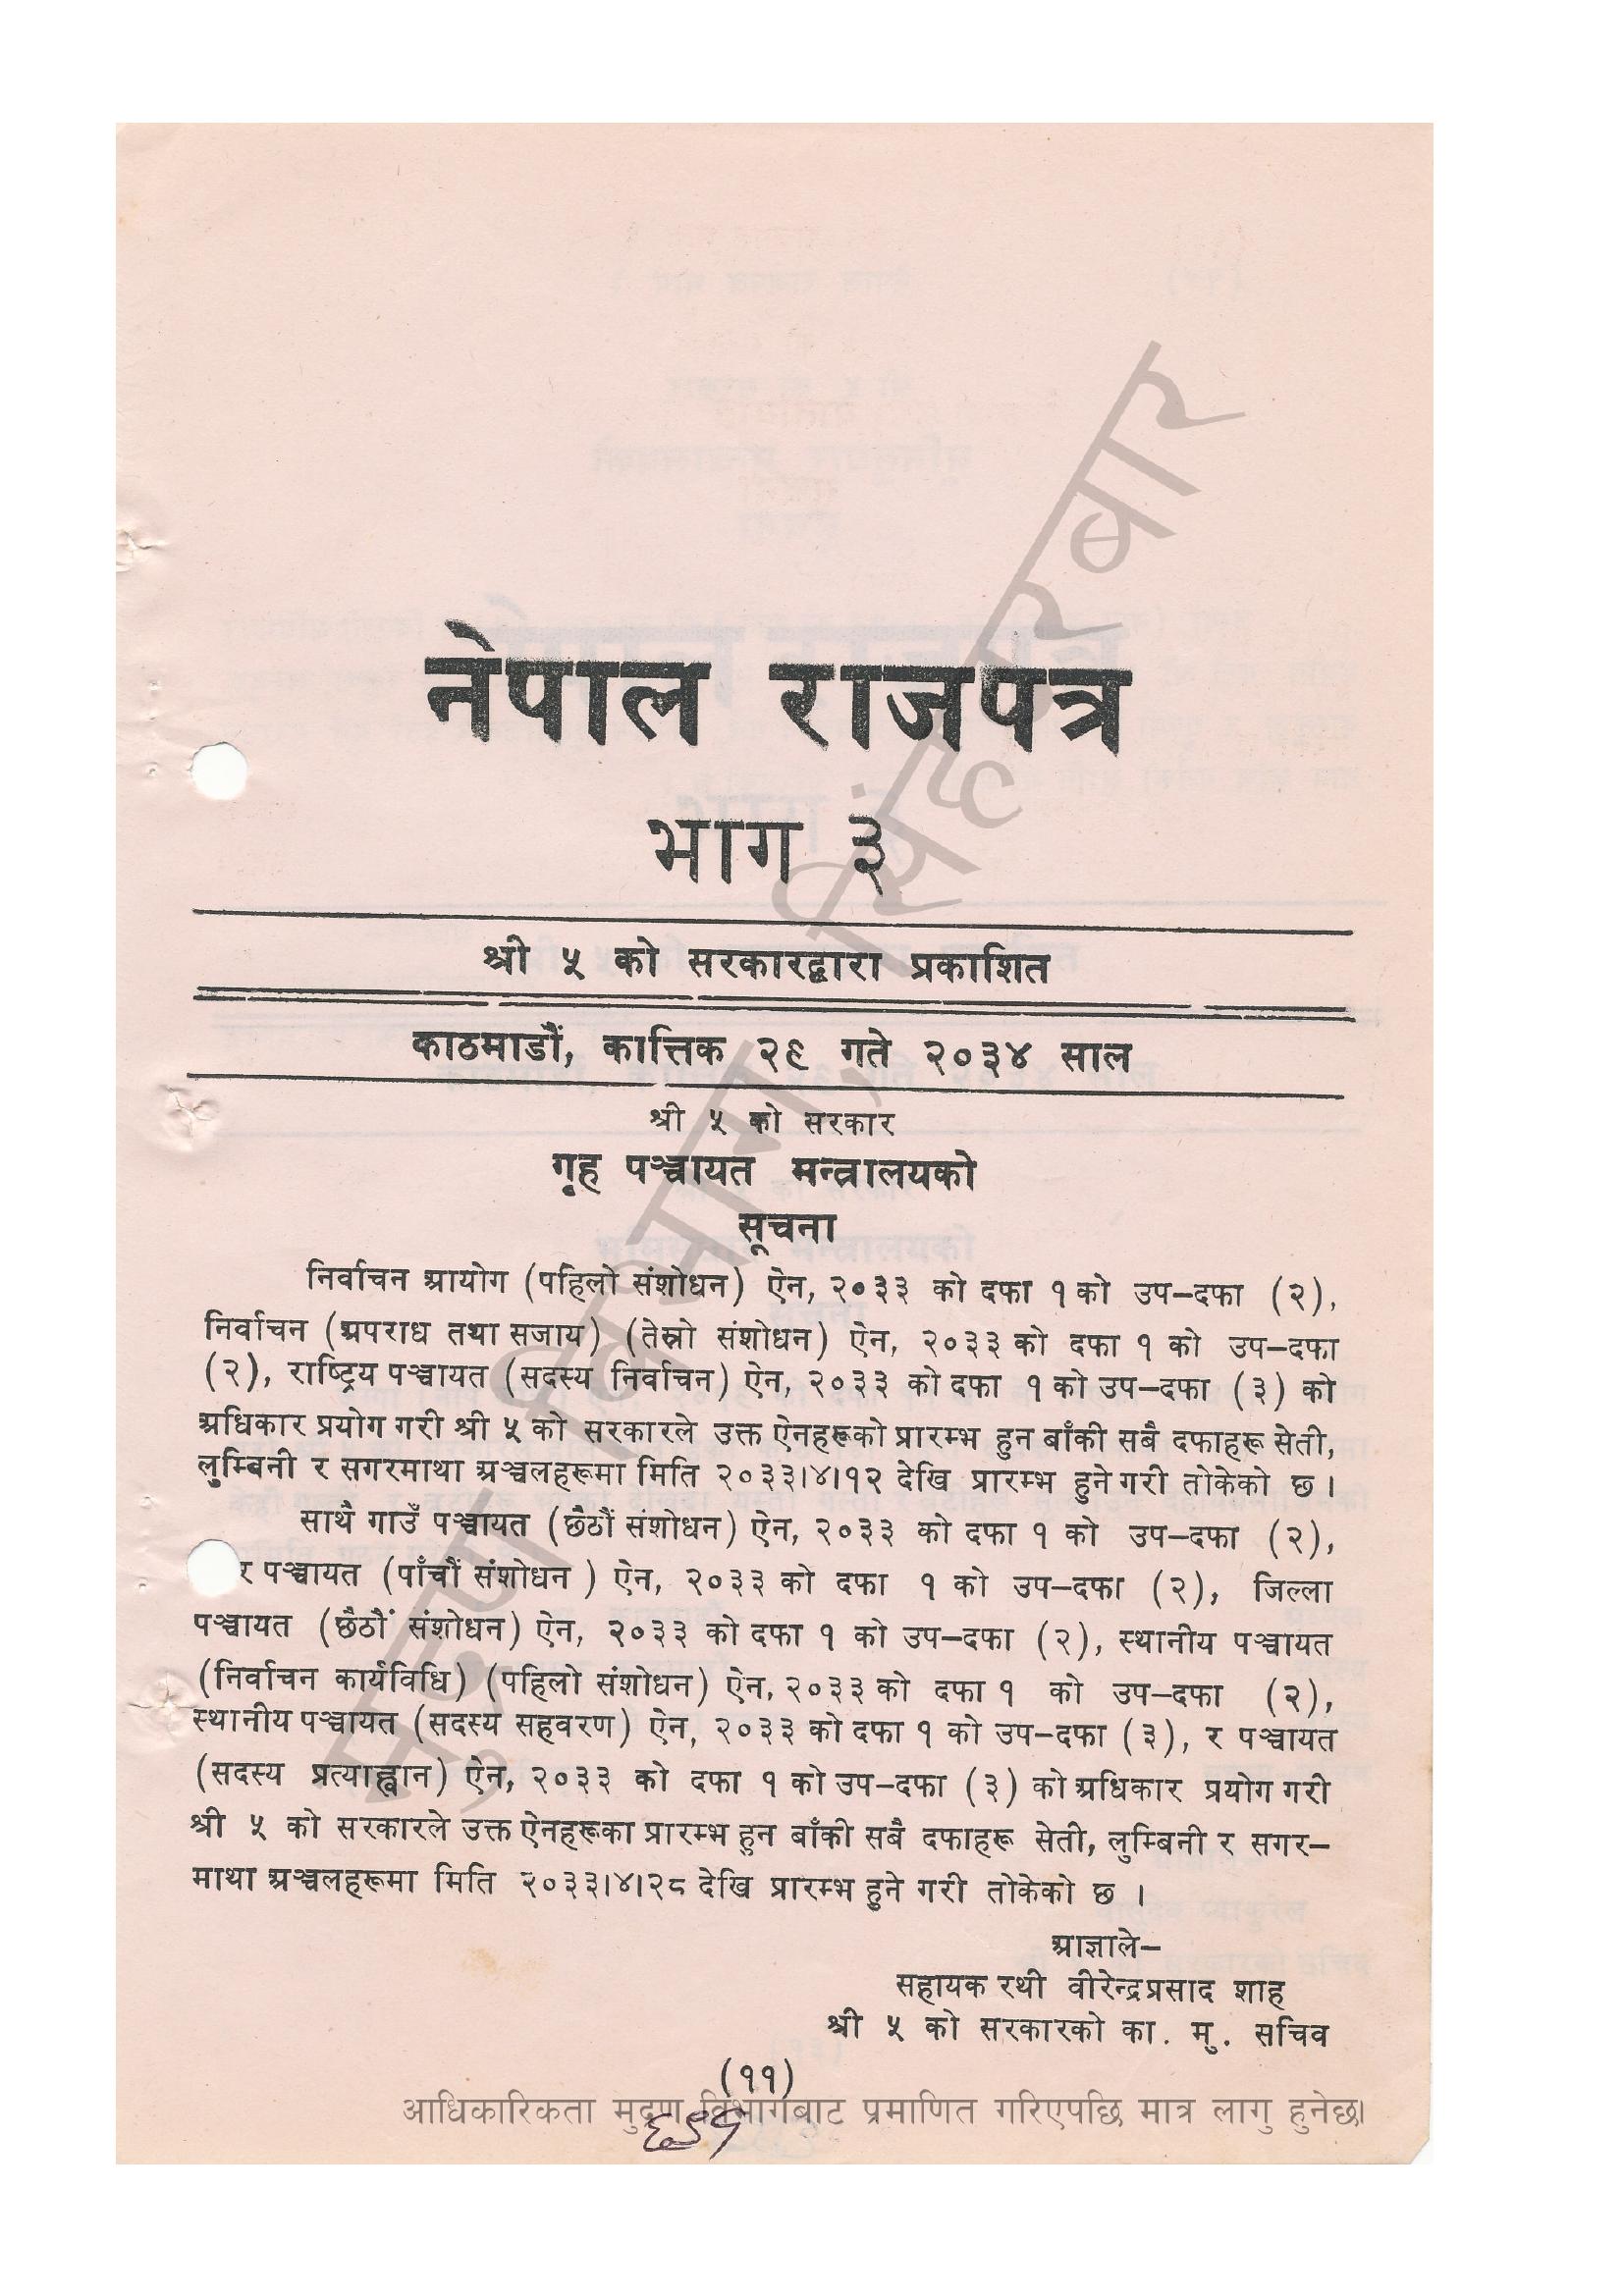 नेपाल राजपत्र
भाग ३
श्री ५ को सरकारद्वारा प्रकाशित
काठमाडौं, कात्तिक २९ गते २०३४ साल
श्री ५ को सरकार
गृह पञ्चायत मन्त्रालयको
सूचना
निर्वाचन आयोग (पहिलो संशोधन) ऐन, २०३३ को दफा १ को उप-दफा (२),
निर्वाचन (अपराध तथा सजाय) (तेस्रो संशोधन) ऐन, २०३३ को दफा १ को उप-दफा
(२), राष्ट्रिय पञ्चायत (सदस्य निर्वाचन) ऐन, २०३३ को दफा १ को उप-दफा (३) को
अधिकार प्रयोग गरी श्री ५ को सरकारले उक्त ऐनहरूको प्रारम्भ हुन बाँकी सबै दफाहरू सेती,
लुम्बिनी र सगरमाथा अञ्चलहरूमा मिति २०३३।४।१२ देखि प्रारम्भ हुने गरी तोकेको छ ।
साथै गाउँ पञ्चायत (छैठौं संशोधन) ऐन, २०३३ को दफा १ को उप-दफा (२),
र पञ्चायत (पाँचौं संशोधन ) ऐन, २०३३ को दफा १ को उप-दफा (२), जिल्ला
पञ्चायत (छैठौं संशोधन) ऐन, २०३३ को दफा १ को उप-दफा (२), स्थानीय पञ्चायत
(निर्वाचन कार्यविधि) (पहिलो संशोधन) ऐन, २०३३ को दफा १ को उप-दफा (२),
स्थानीय पञ्चायत (सदस्य सहवरण) ऐन, २०३३ को दफा १ को उप-दफा (३), र पञ्चायत
(सदस्य प्रत्याह्वान) ऐन, २०३३ को दफा १ को उप-दफा (३) को अधिकार प्रयोग गरी
श्री ५ को सरकारले उक्त ऐनहरूका प्रारम्भ हुन बाँकी सबै दफाहरू सेती, लुम्बिनी र सगर-
माथा अञ्चलहरूमा मिति २०३३।४।२८ देखि प्रारम्भ हुने गरी तोकेको छ ।
आज्ञाले-
सहायक रथी वीरेन्द्रप्रसाद शाह
श्री ५ को सरकारको का. मु. सचिव
(११)
आधिकारिकता मुद्रण विभागबाट प्रमाणित गरिएपछि मात्र लागु हुनेछ।
मुद्रण विभाग, सिंहदरबार